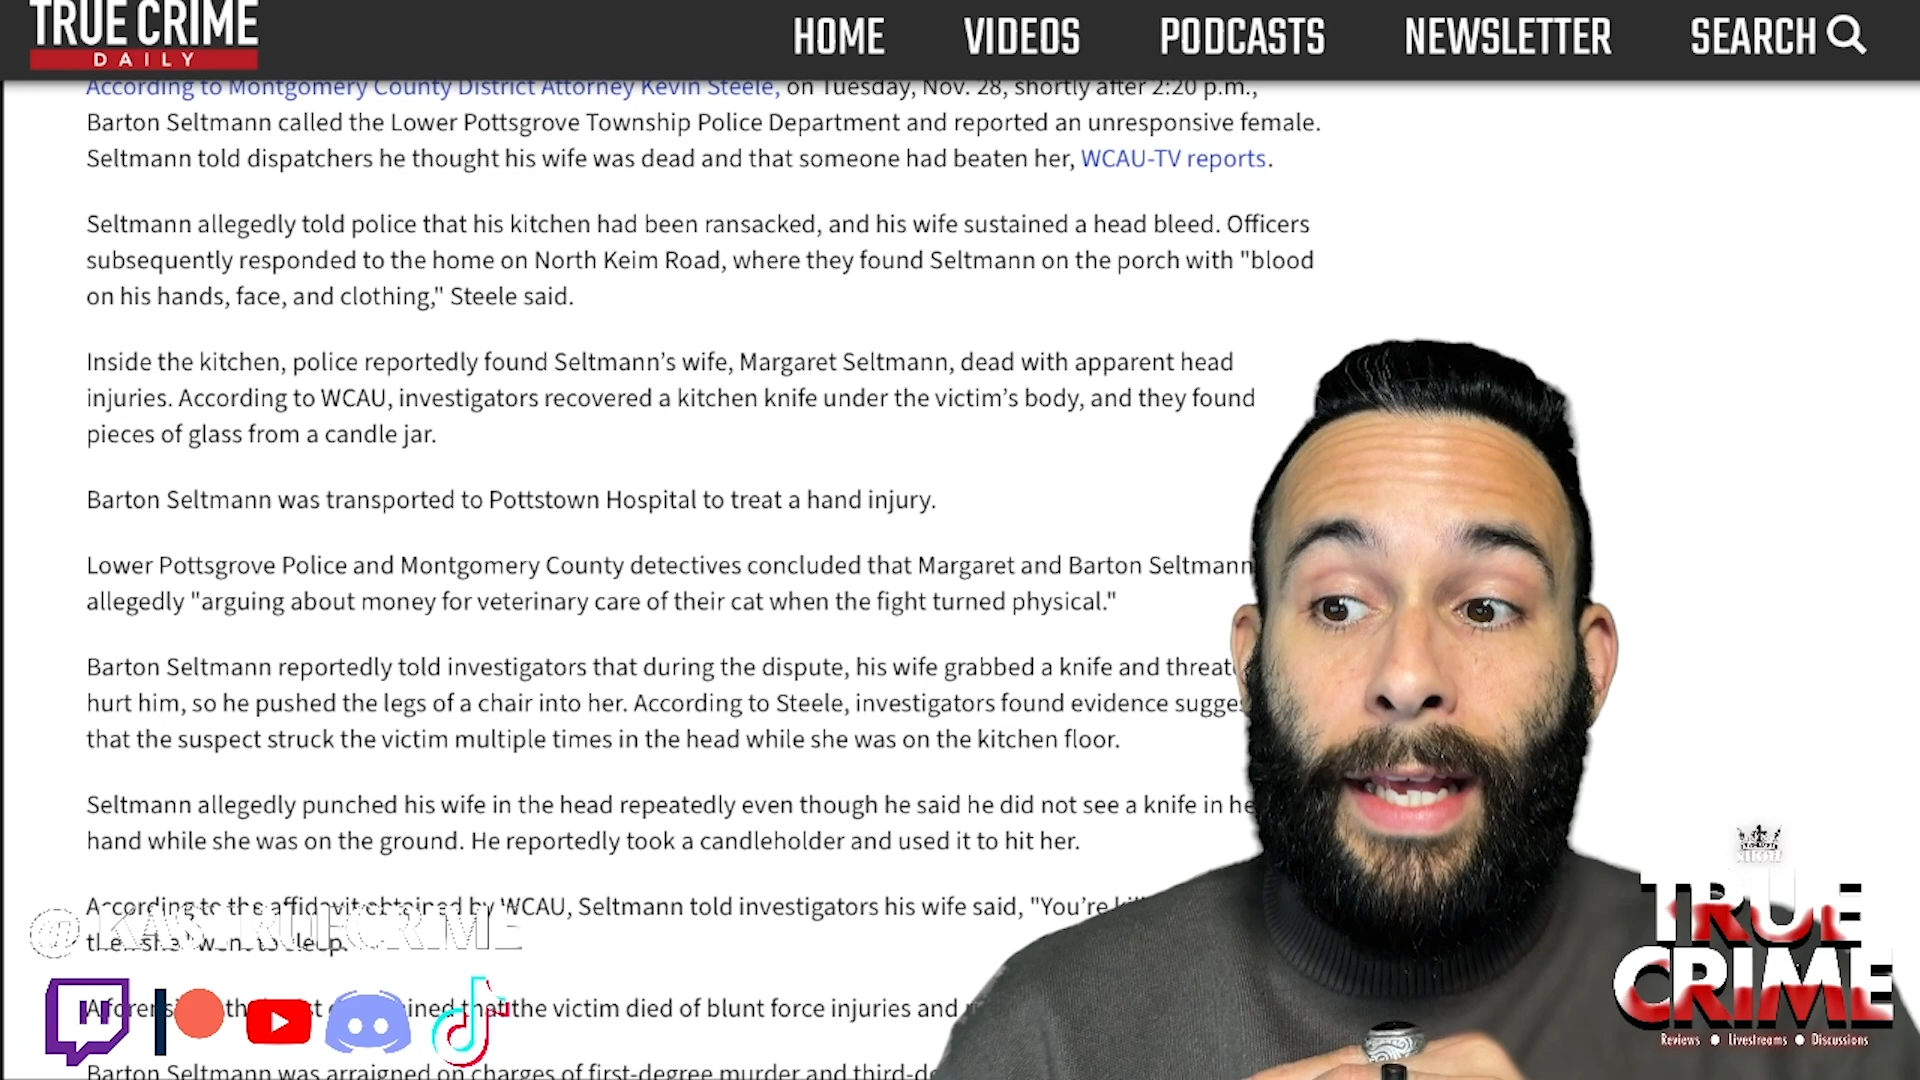 TRUE CRIME
DAILY
HOME VIDEOS PODCASTS NEWSLETTER SEARCH
According to Montgomery County District Attorney Kevin Steele, on Tuesday, Nov. 28, shortly after 2:20 p.m.,
Barton Seltmann called the Lower Pottsgrove Township Police Department and reported an unresponsive female.
Seltmann told dispatchers he thought his wife was dead and that someone had beaten her, WCAU-TV reports.
Seltmann allegedly told police that his kitchen had been ransacked, and his wife sustained a head bleed. Officers
subsequently responded to the home on North Keim Road, where they found Seltmann on the porch with "blood
on his hands, face, and clothing," Steele said.
Inside the kitchen, police reportedly found Seltmann’s wife, Margaret Seltmann, dead with apparent head
injuries. According to WCAU, investigators recovered a kitchen knife under the victim’s body, and they found
pieces of glass from a candle jar.
Barton Seltmann was transported to Pottstown Hospital to treat a hand injury.
Lower Pottsgrove Police and Montgomery County detectives concluded that Margaret and Barton Seltmann
allegedly "arguing about money for veterinary care of their cat when the fight turned physical."
Barton Seltmann reportedly told investigators that during the dispute, his wife grabbed a knife and
hurt him, so he pushed the legs of a chair into her. According to Steele, investigators found evidence
that the suspect struck the victim multiple times in the head while she was on the kitchen floor.
Seltmann allegedly punched his wife in the head repeatedly even though he said he did not see a knife in
hand while she was on the ground. He reportedly took a candleholder and used it to hit her.
According to the affidavit obtained by WCAU, Seltmann told investigators his wife said, "You’re
@KASTRUECRIME
the victim died of blunt force injuries and
Barton Seltmann was arraigned on charges of first-degree murder and
TRUE
CRIME
Reviews Livestreams Discussions